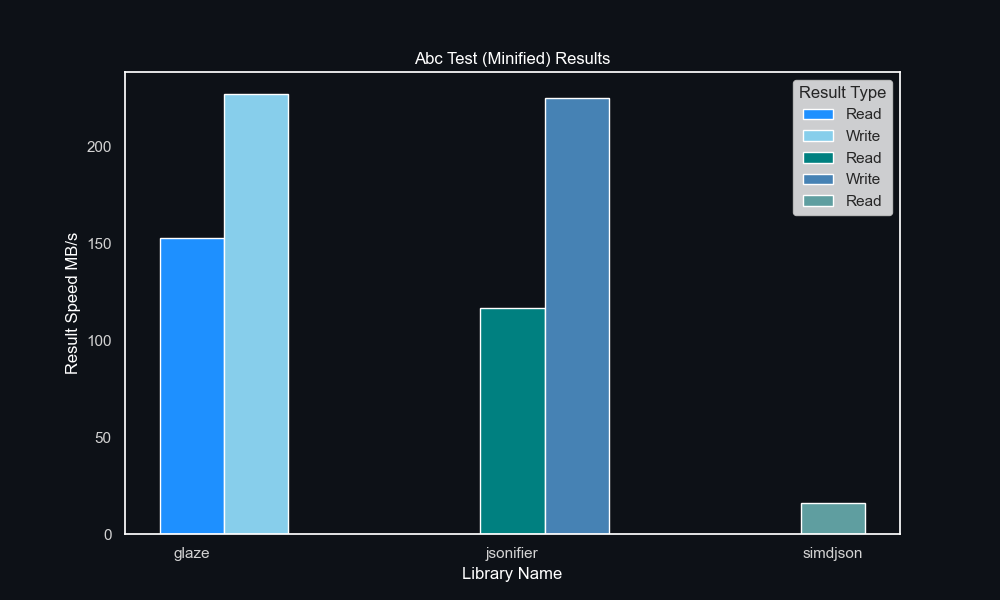 Abc Test (Minified) Results
Result Type
Read
Write
Read
Write
Read
Result Speed MB/s
200
150
100
50
0
glaze jsonifier simdjson
Library Name